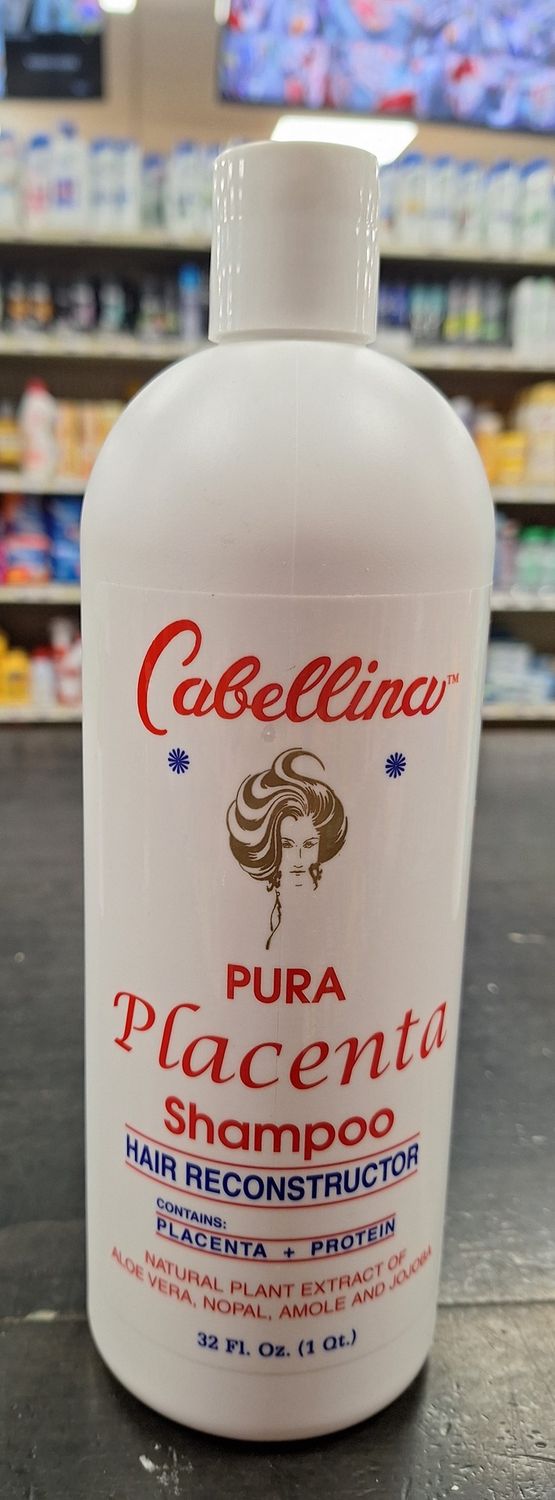 Cabellina™
PURA
Placenta
Shampoo
HAIR RECONSTRUCTOR
CONTAINS:
PLACENTA + PROTEIN
NATURAL PLANT EXTRACT OF
ALOE VERA, NOPAL, AMOLE AND JOJOBA
32 Fl. Oz. (1 Qt.)